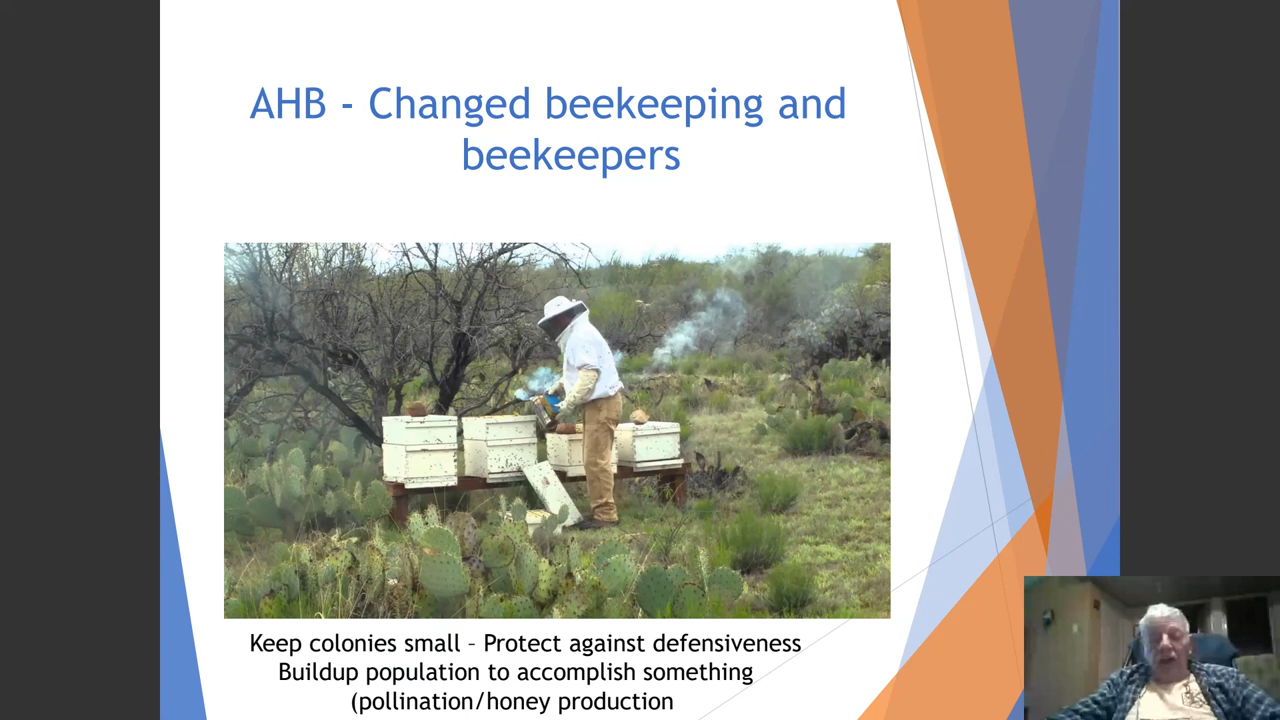 AHB - Changed beekeeping and
beekeepers
Keep colonies small – Protect against defensiveness
Buildup population to accomplish something
(pollination/honey production